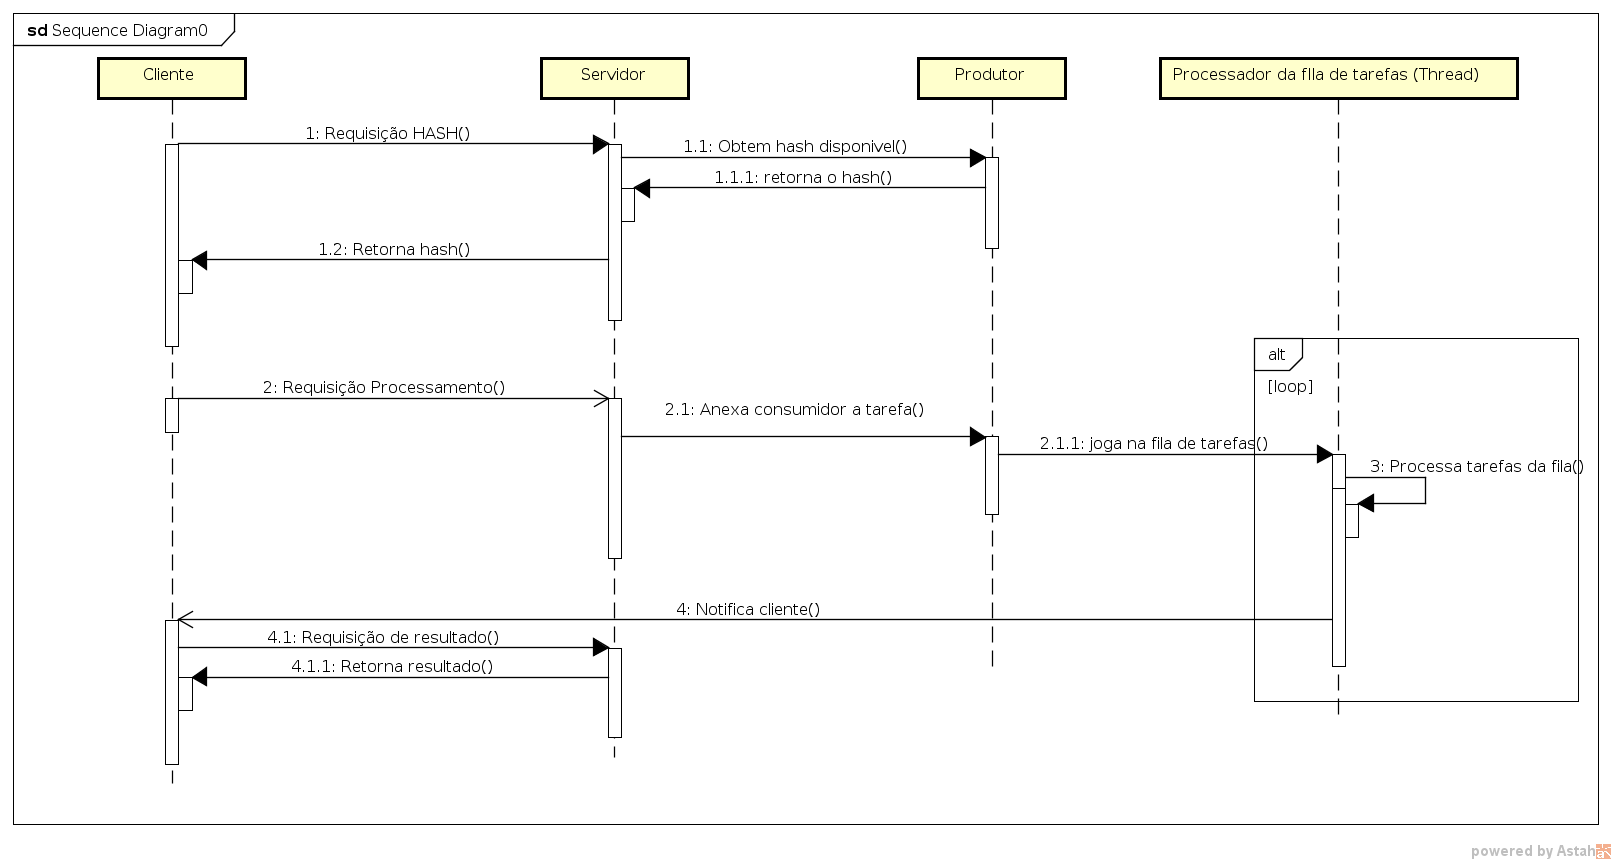 sd Sequence Diagram0
Cliente
Servidor
Produtor
Processador da fIla de tarefas (Thread)
1: Requisição HASH()
1.1: Obtem hash disponivel()
1.1.1: retorna o hash()
1.2: Retorna hash()
alt
[loop]
2: Requisição Processamento()
2.1: Anexa consumidor a tarefa()
2.1.1: joga na fila de tarefas()
3: Processa tarefas da fila()
4: Notifica cliente()
4.1: Requisição de resultado()
4.1.1: Retorna resultado()
powered by Astah